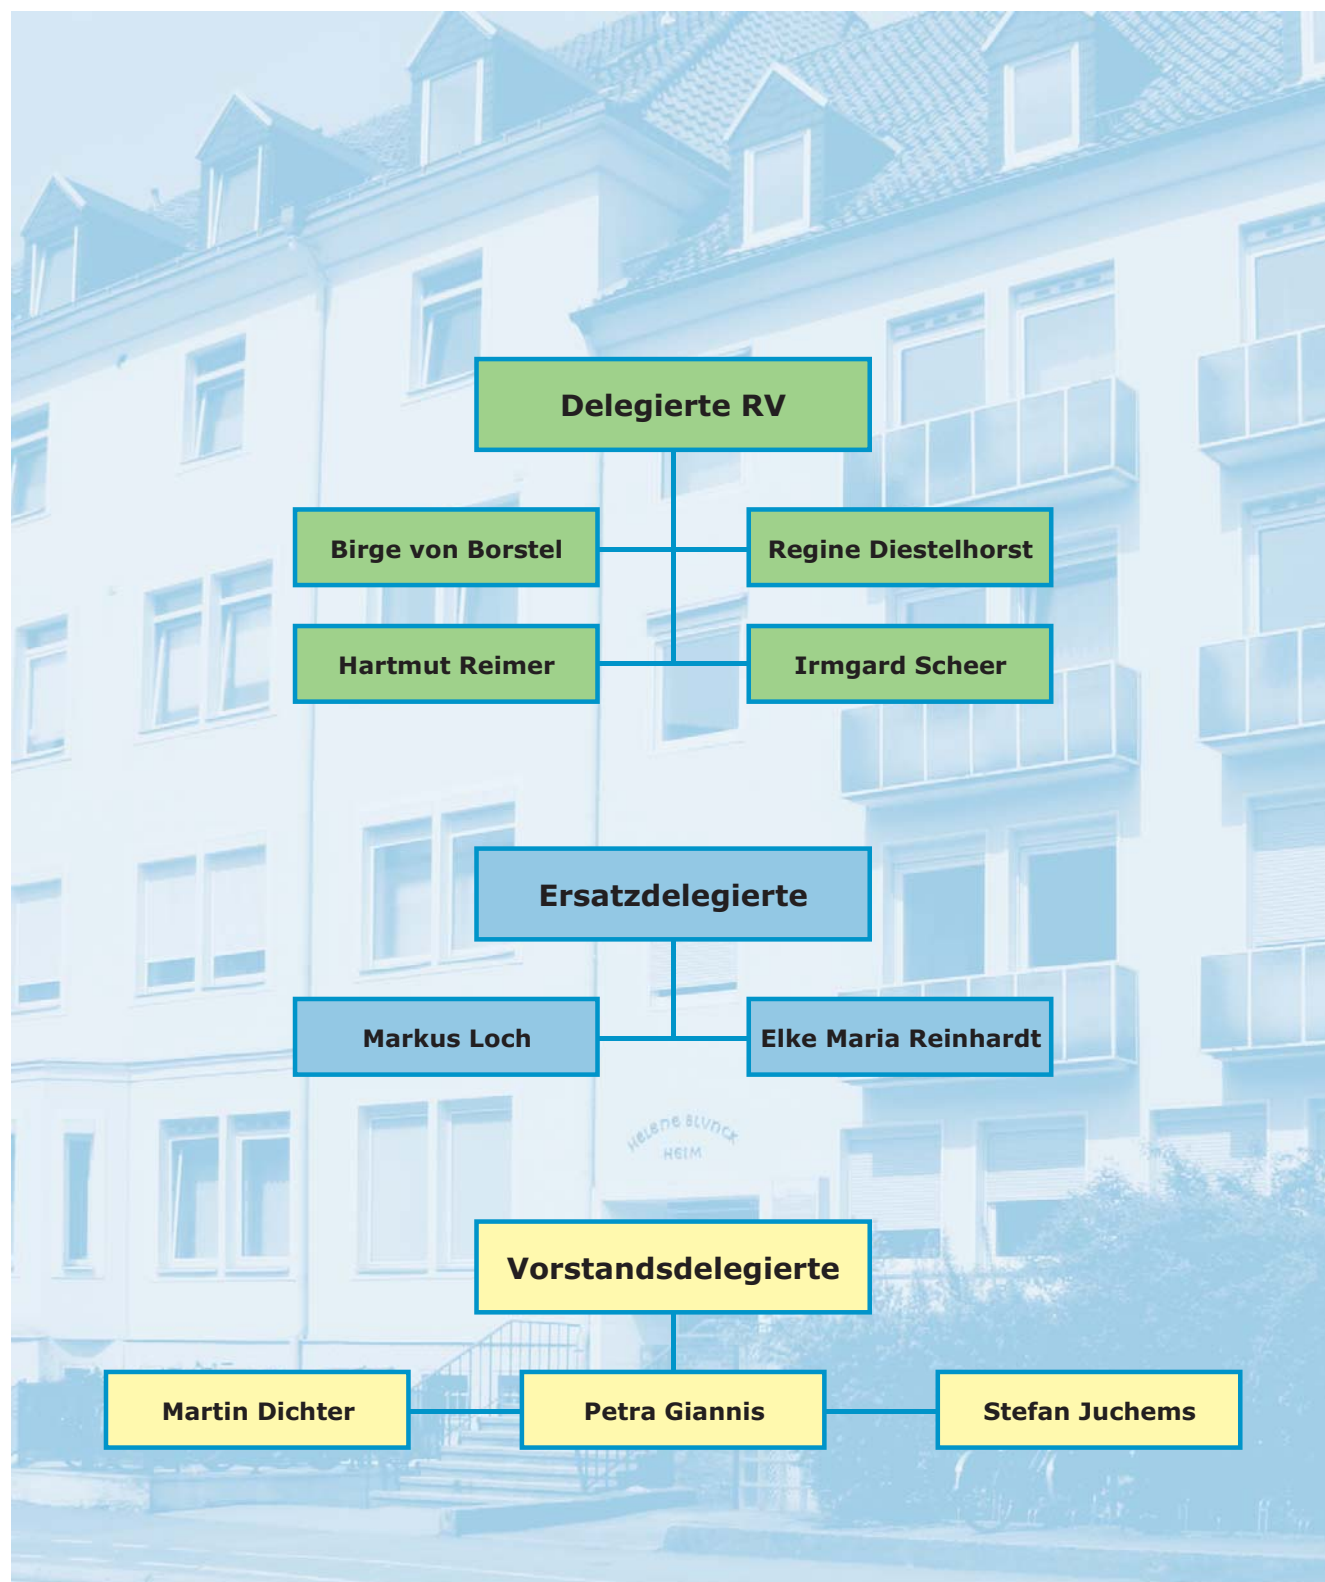 Delegierte RV
Birge von Borstel
Regine Diestelhorst
Hartmut Reimer
Irmgard Scheer
Ersatzdelegierte
Markus Loch
Elke Maria Reinhardt
HELENE BLUNCK
HEIM
Vorstandsdelegierte
Martin Dichter
Petra Giannis
Stefan Juchems